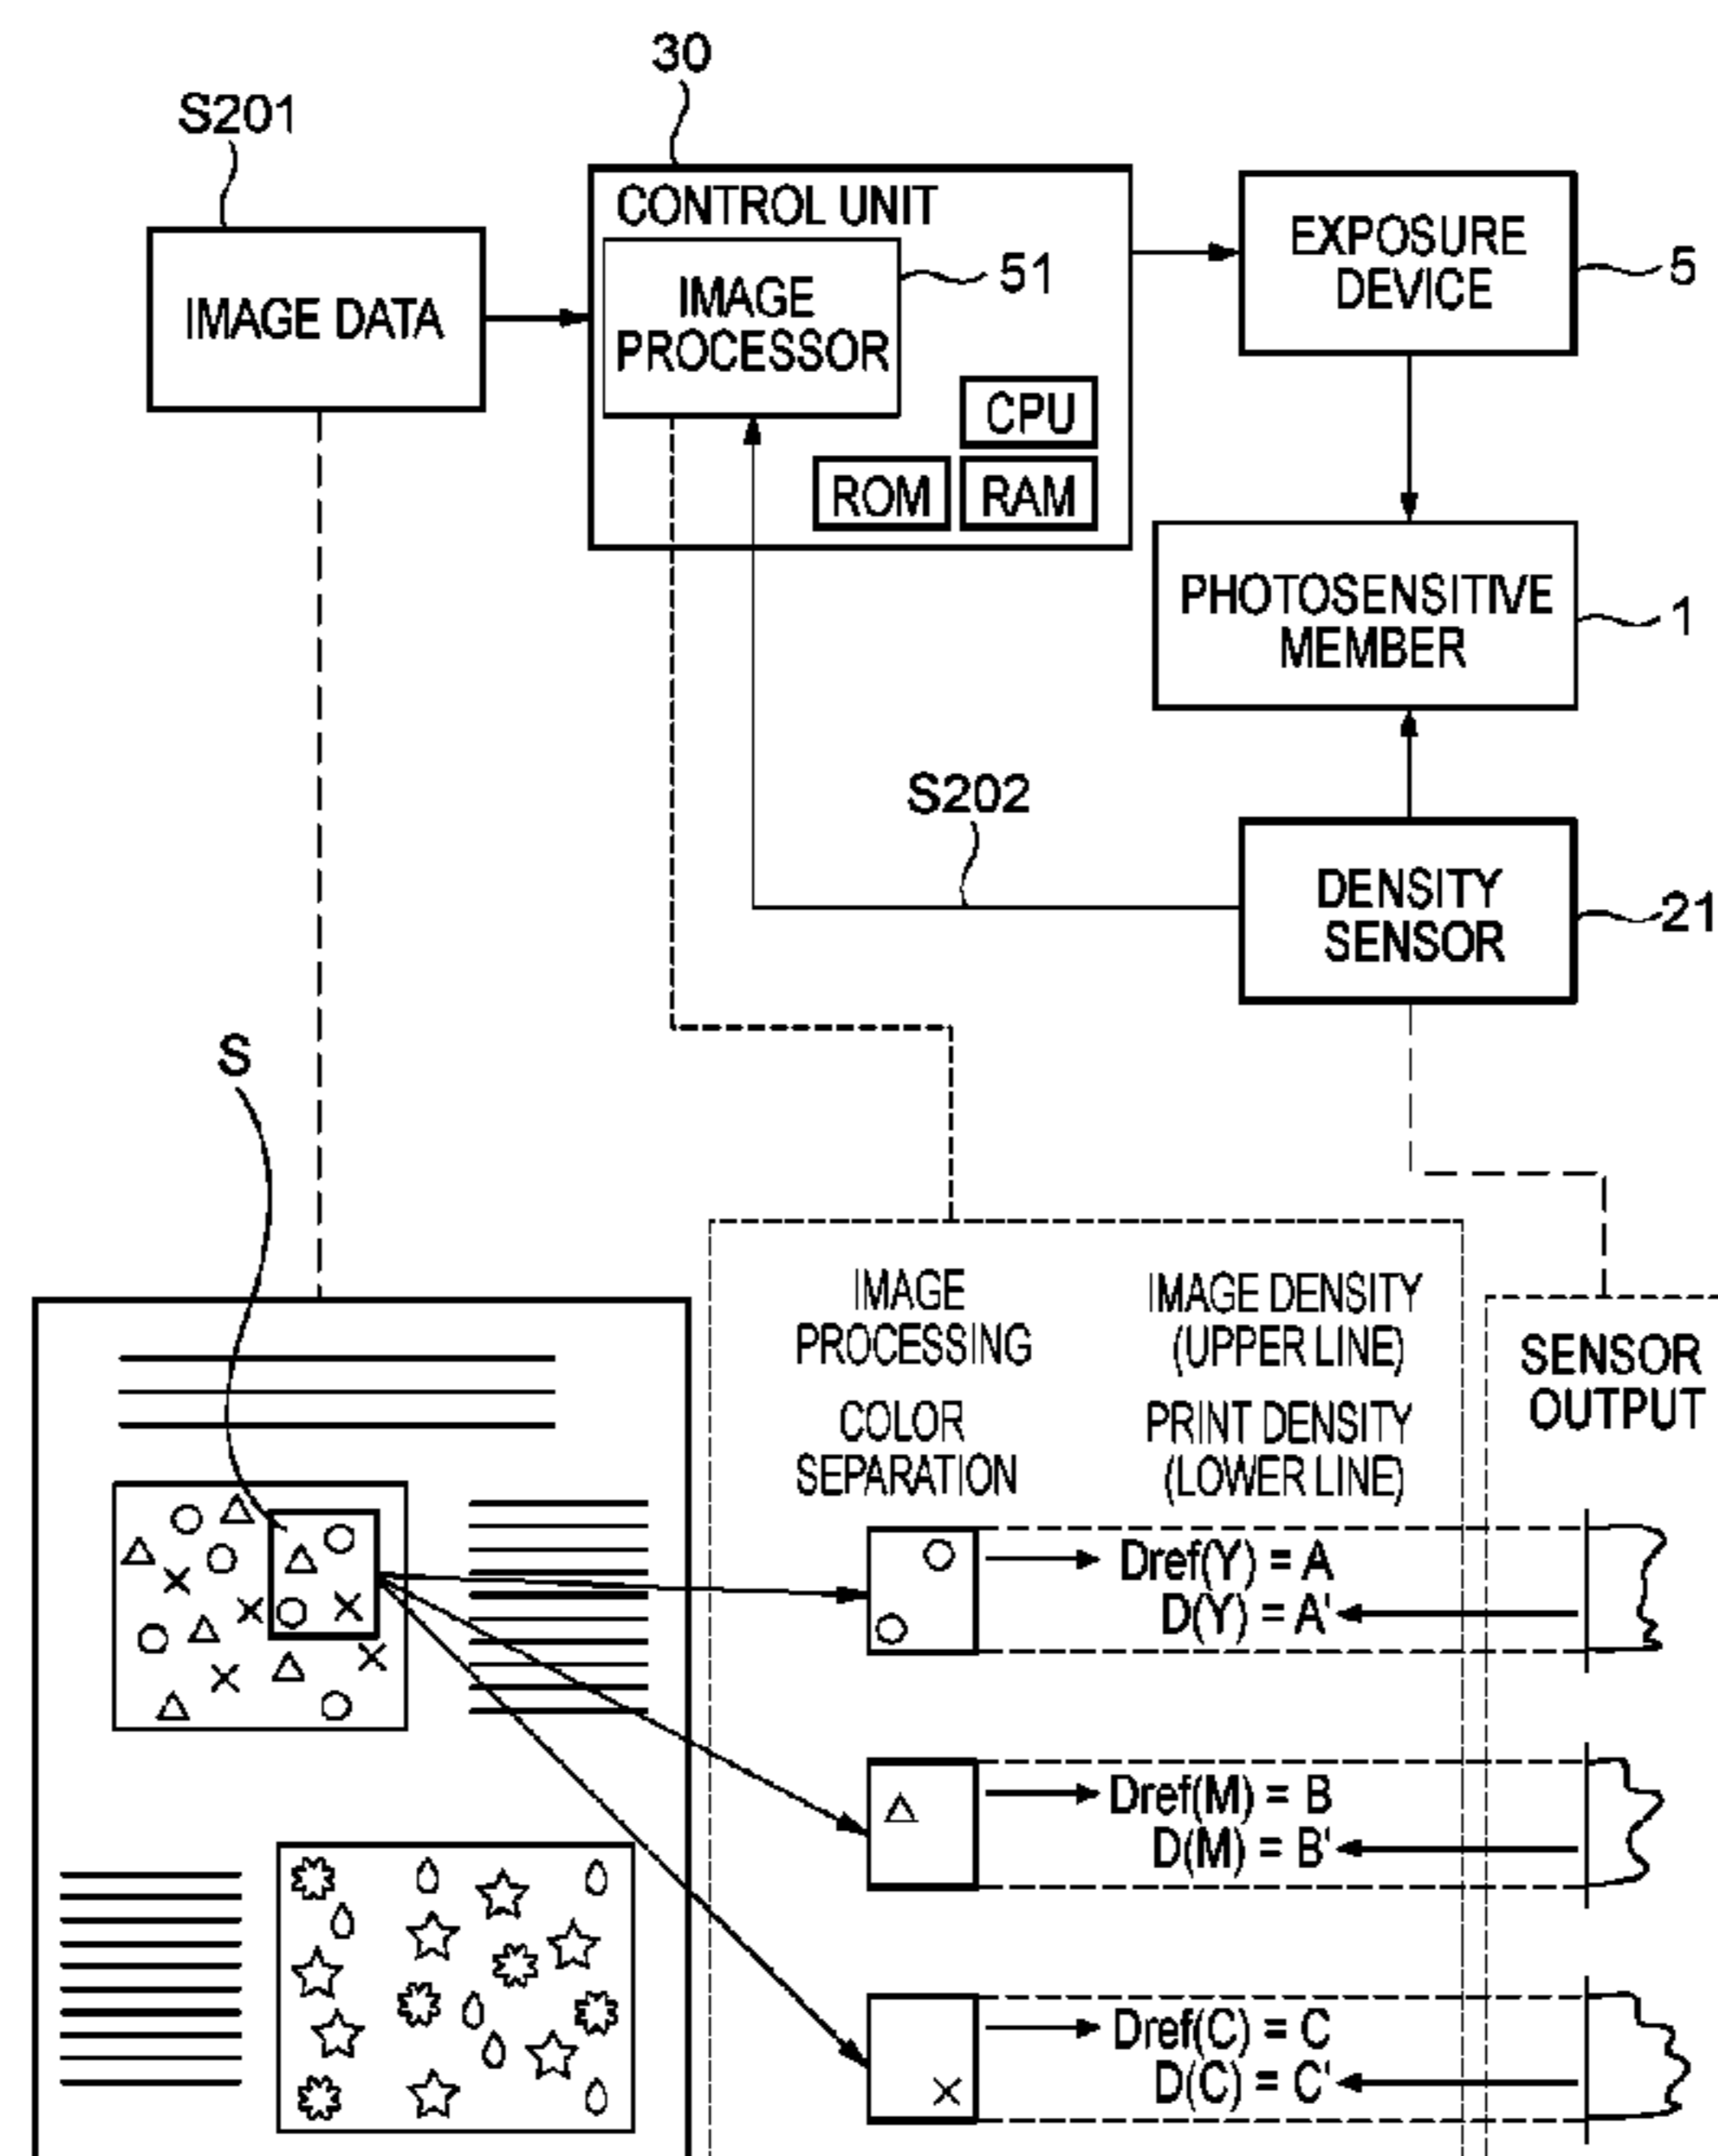 30
S201
CONTROL UNIT
IMAGE
PROCESSOR
51
EXPOSURE
DEVICE
5
IMAGE DATA
CPU
ROM
RAM
PHOTOSENSITIVE
MEMBER
1
S202
DENSITY
SENSOR
21
S
IMAGE
PROCESSING
IMAGE DENSITY
(UPPER LINE)
COLOR
SEPARATION
PRINT DENSITY
(LOWER LINE)
SENSOR
OUTPUT
Dref(Y) = A
D(Y) = A'
Dref(M) = B
D(M) = B'
Dref(C) = C
D(C) = C'